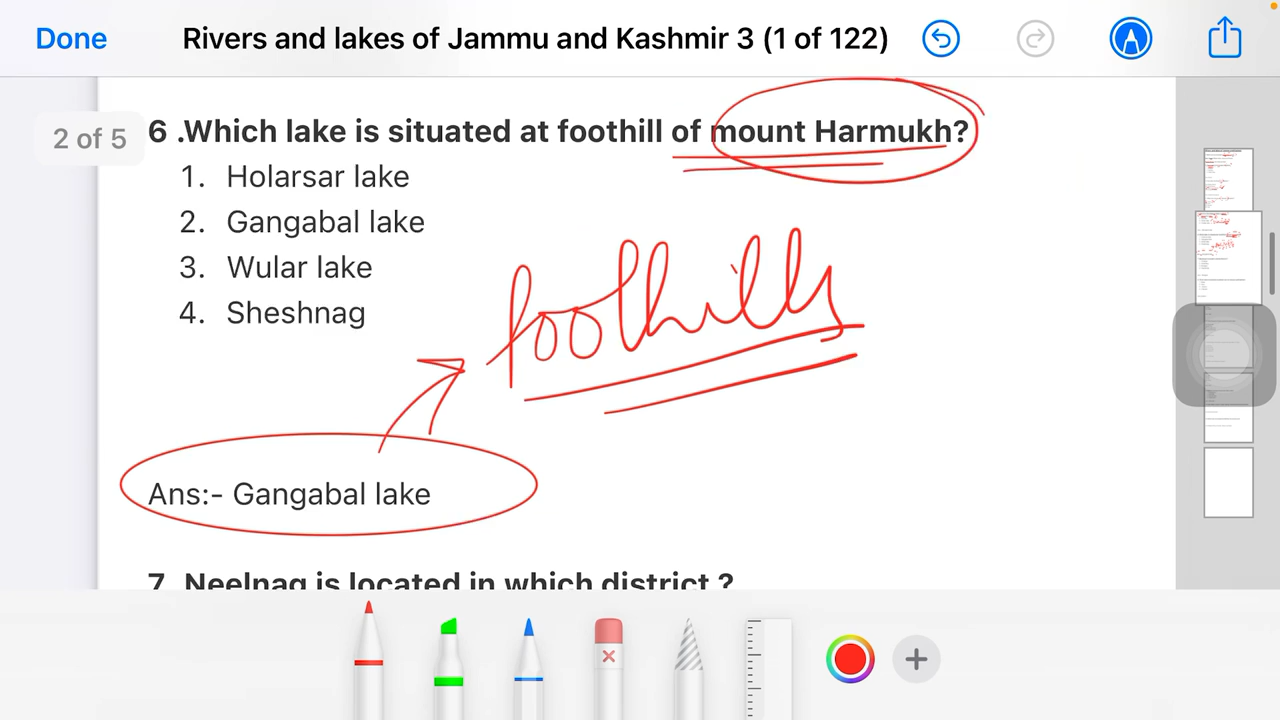 Done Rivers and lakes of Jammu and Kashmir 3 (1 of 122)
2 of 5
6 .Which lake is situated at foothill of mount Harmukh?
1. Holarsar lake
2. Gangabal lake
3. Wular lake
4. Sheshnag
foothills
Ans:- Gangabal lake
7 Neelnag is located in which district ?